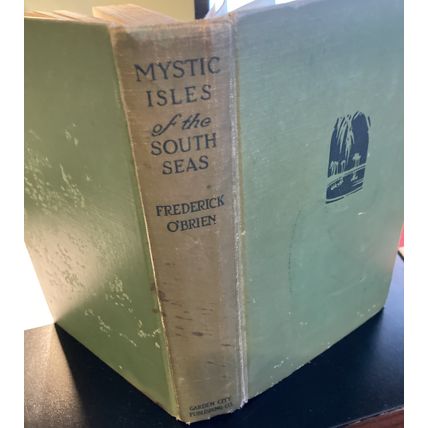 MYSTIC
ISLES
of the
SOUTH
SEAS
FREDERICK
O'BRIEN
GARDEN CITY
PUBLISHING CO.